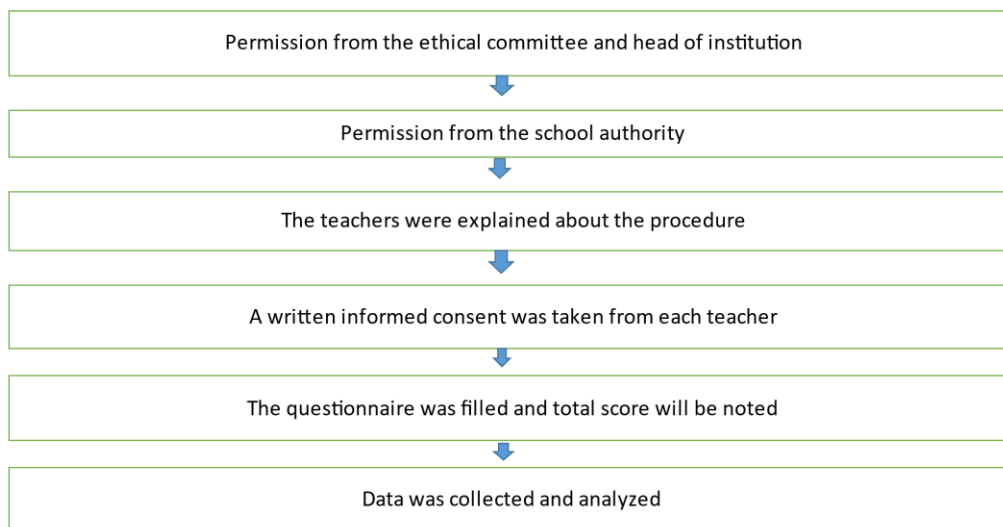 Permission from the ethical committee and head of institution
Permission from the school authority
The teachers were explained about the procedure
A written informed consent was taken from each teacher
The questionnaire was filled and total score will be noted
Data was collected and analyzed